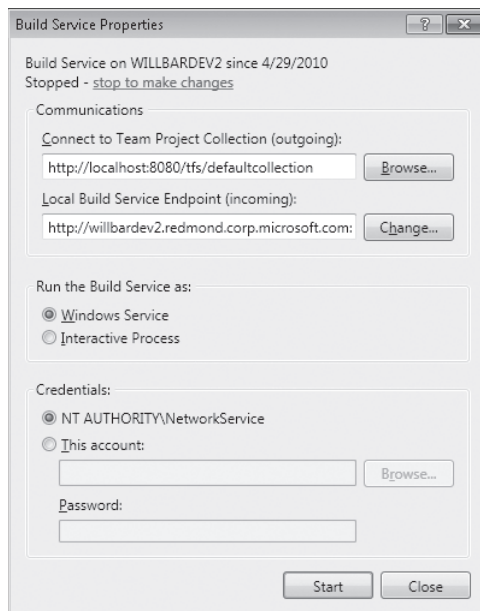 Build Service Properties
?
Build Service on WILLBARDEV2 since 4/29/2010
Stopped - stop to make changes
Communications
Connect to Team Project Collection (outgoing):
http://localhost:8080/tfs/defaultcollection
Browse...
Local Build Service Endpoint (incoming):
http://willbardev2.redmond.corp.microsoft.com:
Change...
Run the Build Service as:
Windows Service
Interactive Process
Credentials:
NT AUTHORITY\NetworkService
This account:
Browse...
Password:
Start
Close